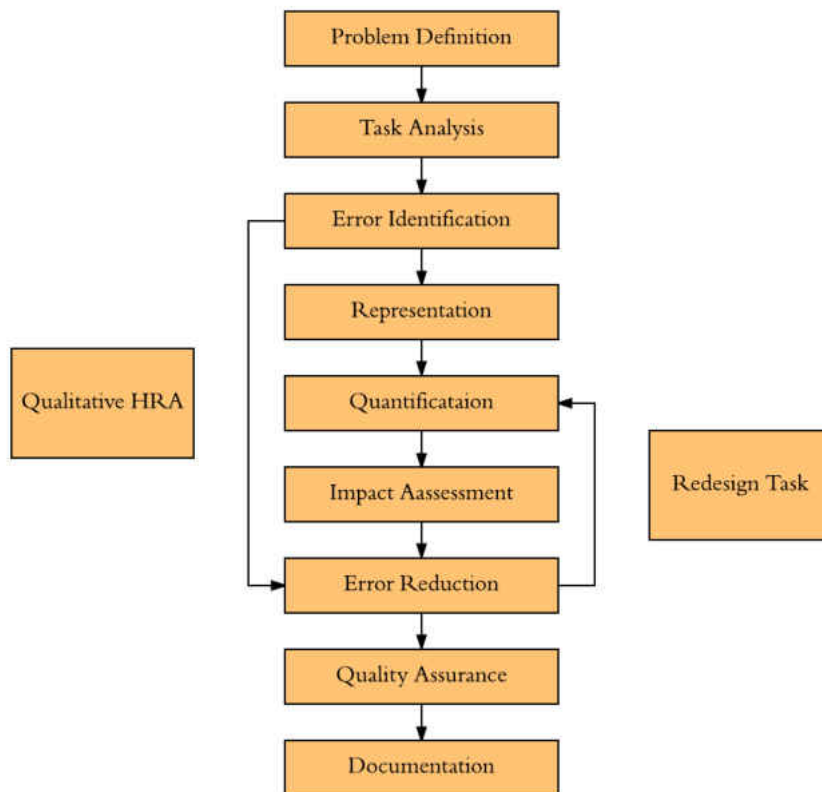 Problem Definition
Task Analysis
Error Identification
Representation
Qualitative HRA
Quantificataion
Redesign Task
Impact Aassessment
Error Reduction
Quality Assurance
Documentation